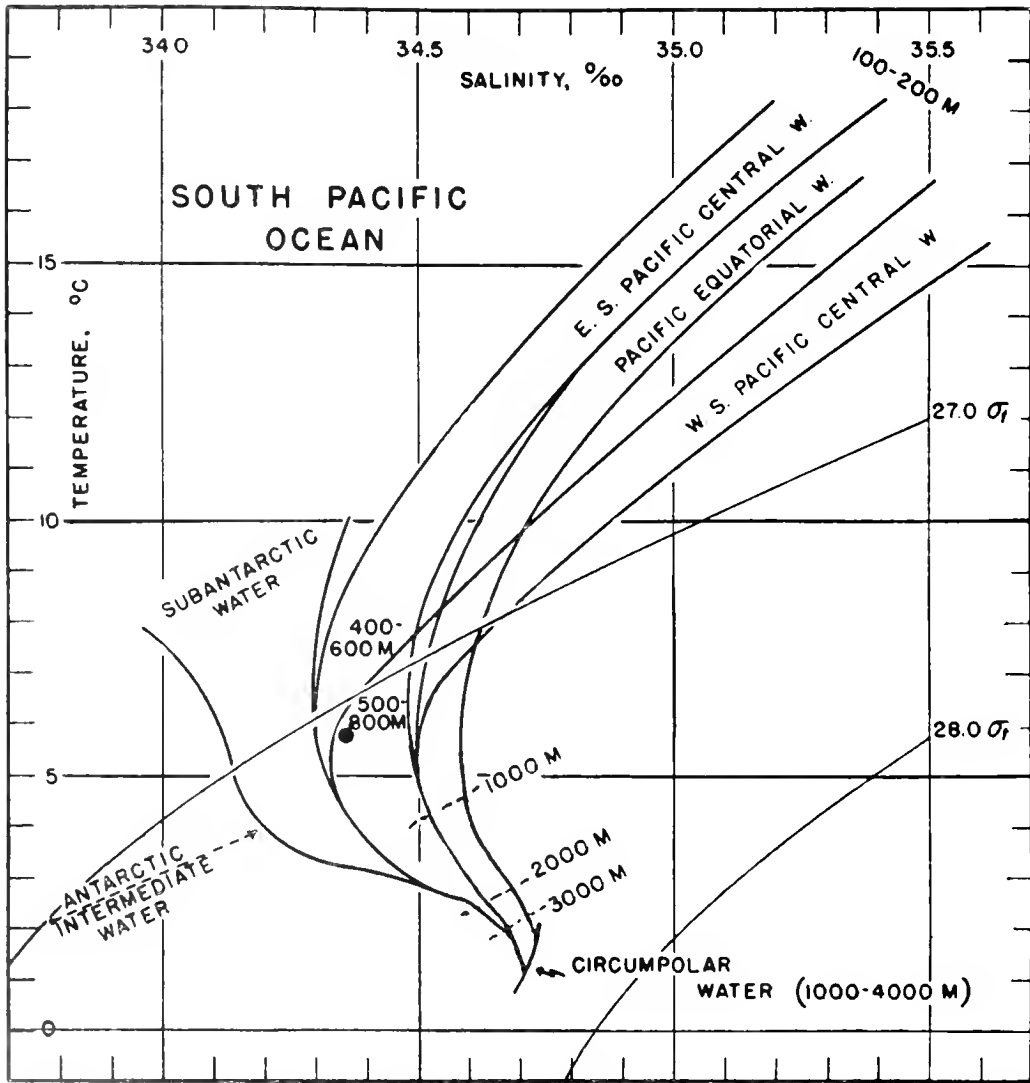 34.0 34.5 35.0 35.5
SALINITY, ‰
100-200 M
SOUTH PACIFIC
OCEAN
TEMPERATURE, °C
15
10
5
0
E. S. PACIFIC CENTRAL W.
PACIFIC EQUATORIAL W.
W. S. PACIFIC CENTRAL W
27.0 σt
SUBANTARCTIC
WATER
400-
600 M
500-
800M
28.0 σt
1000 M
2000 M
3000 M
ANTARCTIC
INTERMEDIATE
WATER
CIRCUMPOLAR
WATER (1000-4000 M)